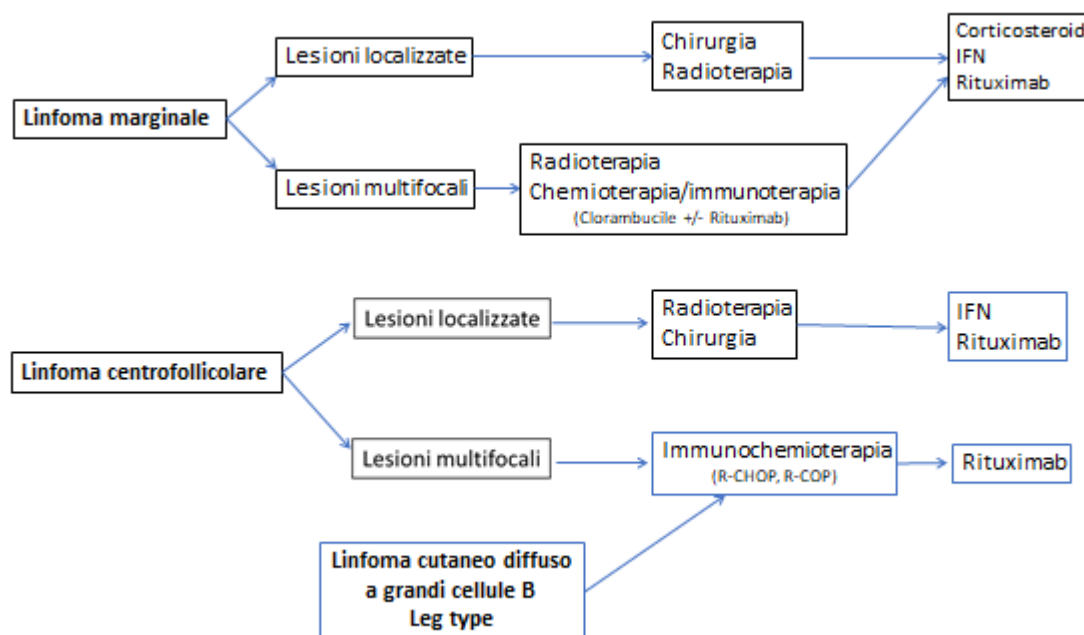 Linfoma marginale
Lesioni localizzate
Chirurgia
Radioterapia
Corticosteroid
IFN
Rituximab
Lesioni multifocali
Radioterapia
Chemioterapia/immunoterapia
(Clorambucile +/- Rituximab)
Linfoma centrofollicolare
Lesioni localizzate
Radioterapia
Chirurgia
IFN
Rituximab
Lesioni multifocali
Immunochemioterapia
(R-CHOP, R-COP)
Rituximab
Linfoma cutaneo diffuso
a grandi cellule B
Leg type